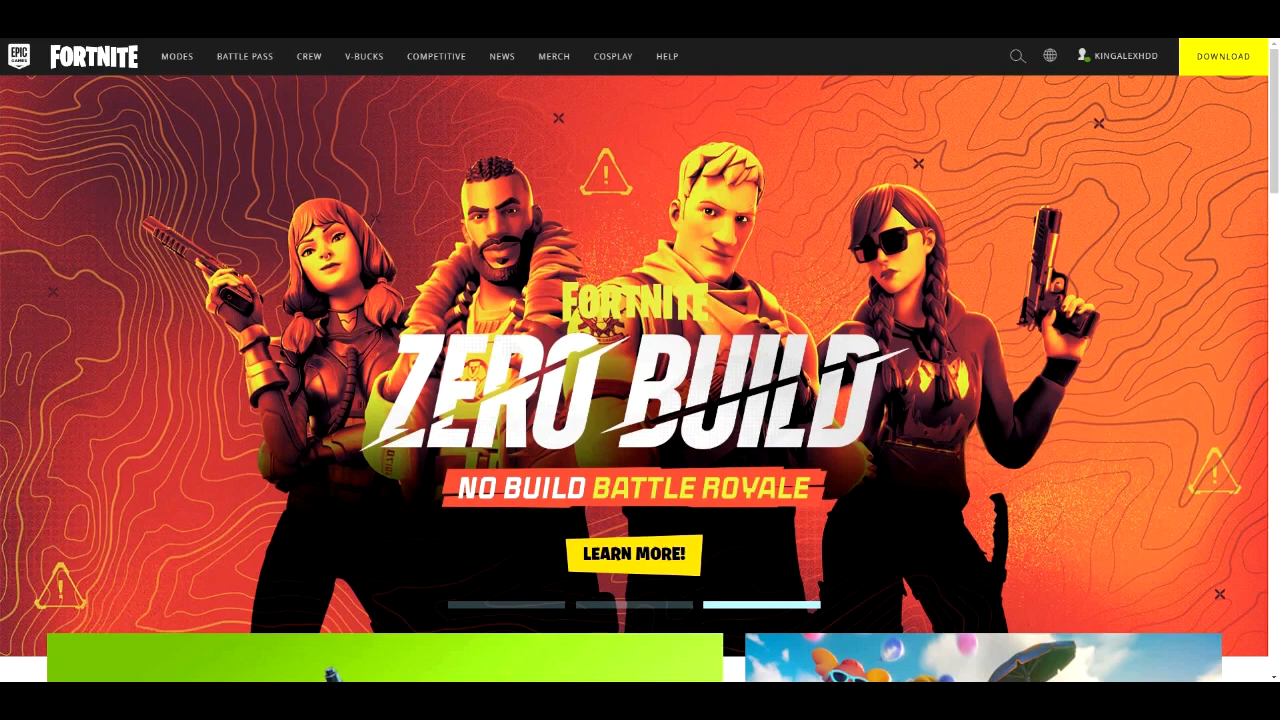 EPIC GAMES
FORTNITE
MODES BATTLE PASS CREW V-BUCKS COMPETITIVE NEWS MERCH COSPLAY HELP
KINGALEXHDD
DOWNLOAD
FORTNITE
ZERO BUILD
NO BUILD BATTLE ROYALE
LEARN MORE!